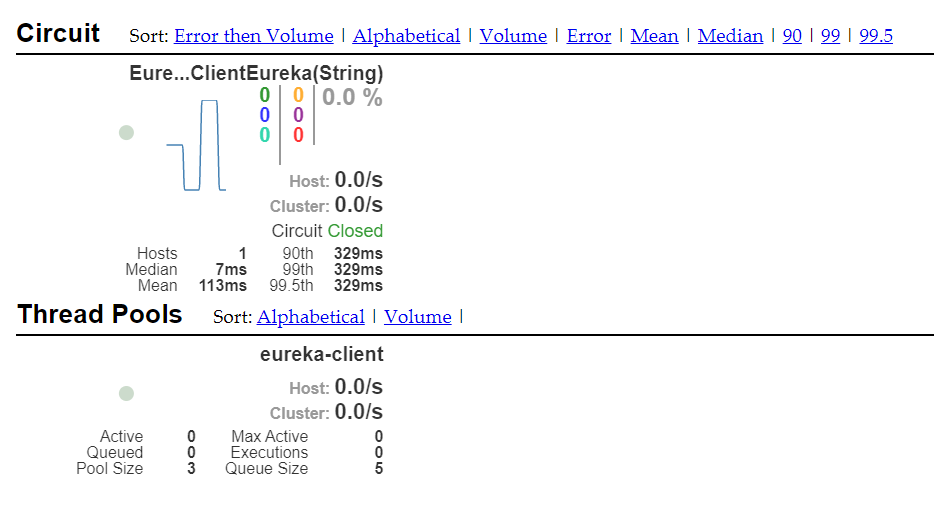 Circuit Sort: Error then Volume | Alphabetical | Volume | Error | Mean | Median | 90 | 99 | 99.5
Eure...ClientEureka(String)
0 0 0.0 %
0 0
0 0
Host: 0.0/s
Cluster: 0.0/s
Circuit Closed
Hosts 1 90th 329ms
Median 7ms 99th 329ms
Mean 113ms 99.5th 329ms
Thread Pools Sort: Alphabetical | Volume |
eureka-client
Host: 0.0/s
Cluster: 0.0/s
Active 0 Max Active 0
Queued 0 Executions 0
Pool Size 3 Queue Size 5